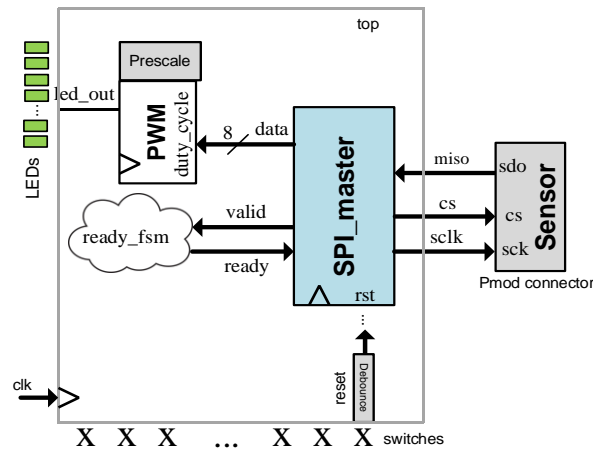 top
Prescale
led_out
...
LEDs
PWM
duty_cycle
8
data
SPI_master
miso
sdo
cs
cs
sclk
sck
Sensor
Pmod connector
valid
ready_fsm
ready
rst
...
reset
Debounce
clk
X X X ... X X X switches